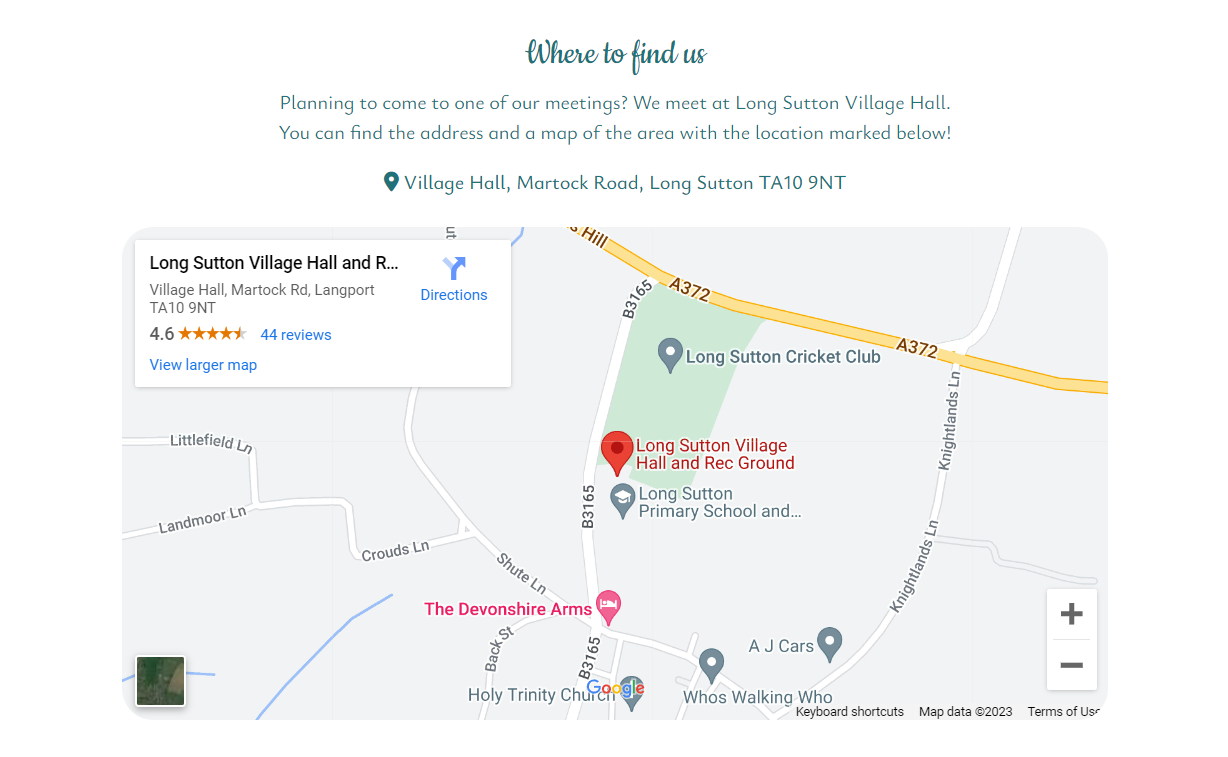 Where to find us
Planning to come to one of our meetings? We meet at Long Sutton Village Hall.
You can find the address and a map of the area with the location marked below!
Village Hall, Martock Road, Long Sutton TA10 9NT
Long Sutton Village Hall and R...
Village Hall, Martock Rd, Langport
TA10 9NT
4.6
44 reviews
View larger map
Directions
s Hill
A372
B3165
Long Sutton Cricket Club
A372
Knightlands Ln
Littlefield Ln
Long Sutton Village
Hall and Rec Ground
Long Sutton
Primary School and...
B3165
Landmoor Ln
Crouds Ln
Shute Ln
Knightlands Ln
The Devonshire Arms
Back St
B3165
A J Cars
Holy Trinity Church
Google
Whos Walking Who
Keyboard shortcuts
Map data ©2023
Terms of Use